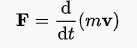 F = d/dt (mv)